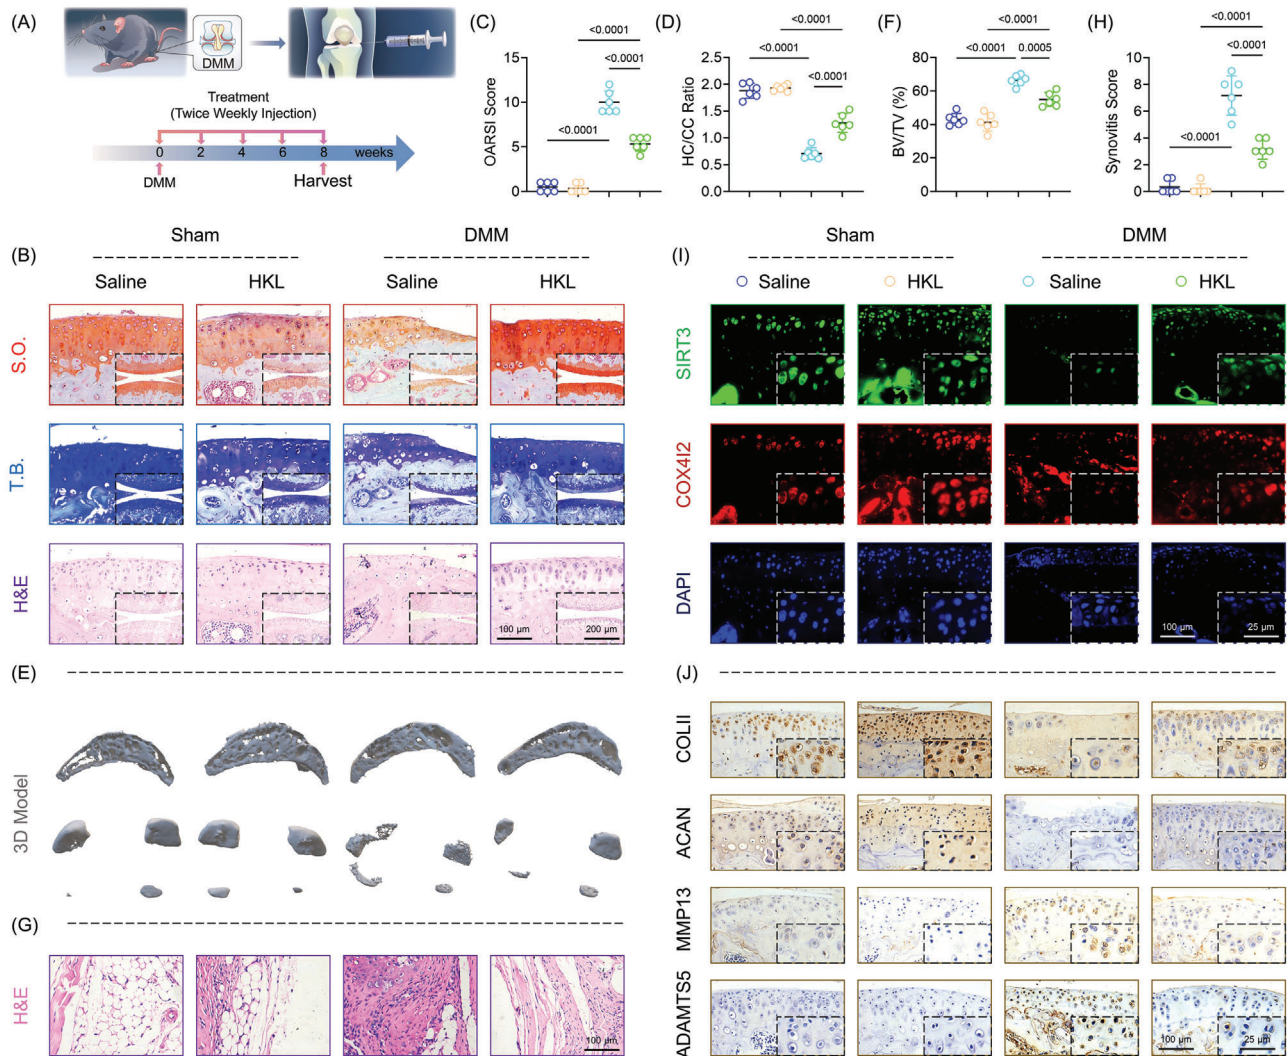 (A)
DMM
Treatment
(Twice Weekly Injection)
0 2 4 6 8 weeks
DMM Harvest
(C)
OARSI Score
15
10
5
0
<0.0001
<0.0001
<0.0001
(D)
HC/CC Ratio
2.5
2.0
1.5
1.0
0.5
0.0
<0.0001
<0.0001
<0.0001
(F)
BV/TV (%)
80
60
40
20
0
<0.0001
<0.0001 0.0005
(H)
Synovitis Score
10
8
6
4
2
0
<0.0001
<0.0001
<0.0001
(B)
Sham DMM
Saline HKL Saline HKL
S.O.
T.B.
H&E
100 µm 200 µm
(E)
3D Model
(G)
H&E
100 µm
(I)
Sham DMM
Saline HKL Saline HKL
SIRT3
COX4I2
DAPI
100 µm 25 µm
(J)
COLII
ACAN
MMP13
ADAMTS5
100 µm 25 µm